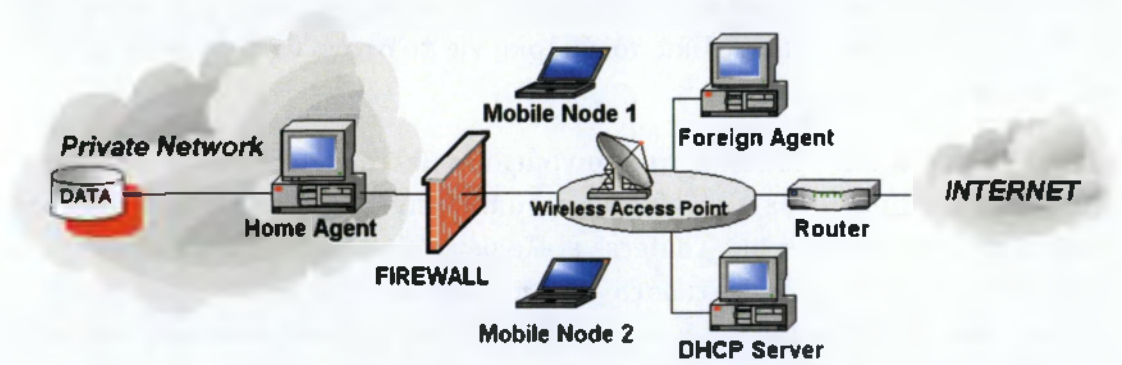 Mobile Node 1
Foreign Agent
Private Network
DATA
Home Agent
FIREWALL
Wireless Access Point
Router
INTERNET
Mobile Node 2
DHCP Server